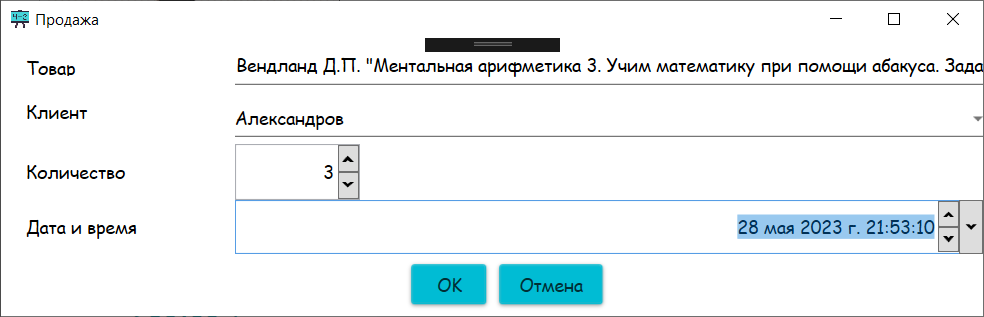 Продажа
Товар
Вендланд Д.П. "Ментальная арифметика 3. Учим математику при помощи абакуса. Зада
Клиент
Александров
Количество
3
Дата и время
28 мая 2023 г. 21:53:10
OK
Отмена